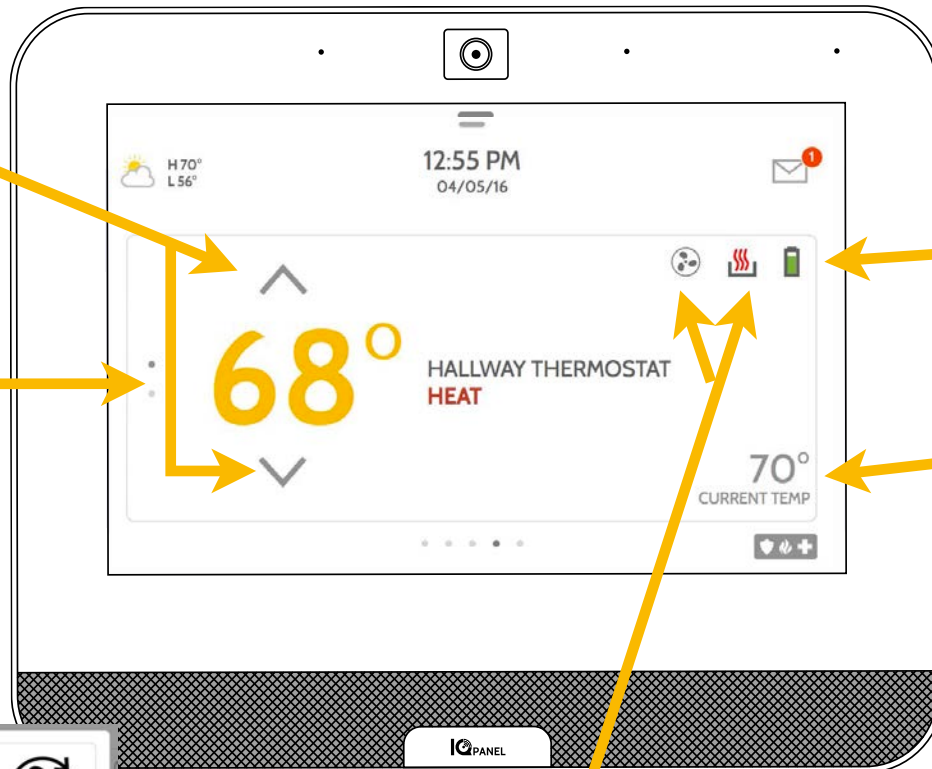 H 70°
L 56°
12:55 PM
04/05/16
1
68°
HALLWAY THERMOSTAT
HEAT
70°
CURRENT TEMP
IQ PANEL